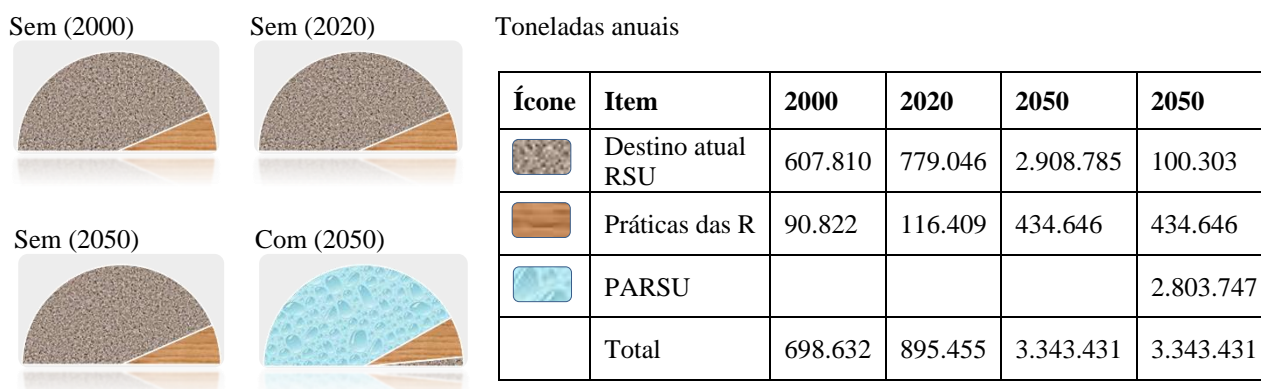 Sem (2000)
Sem (2020)
Toneladas anuais
Ícone Item 2000 2020 2050 2050
Destino atual
RSU 607.810 779.046 2.908.785 100.303
Práticas das R 90.822 116.409 434.646 434.646
Sem (2050)
Com (2050)
PARSU 2.803.747
Total 698.632 895.455 3.343.431 3.343.431